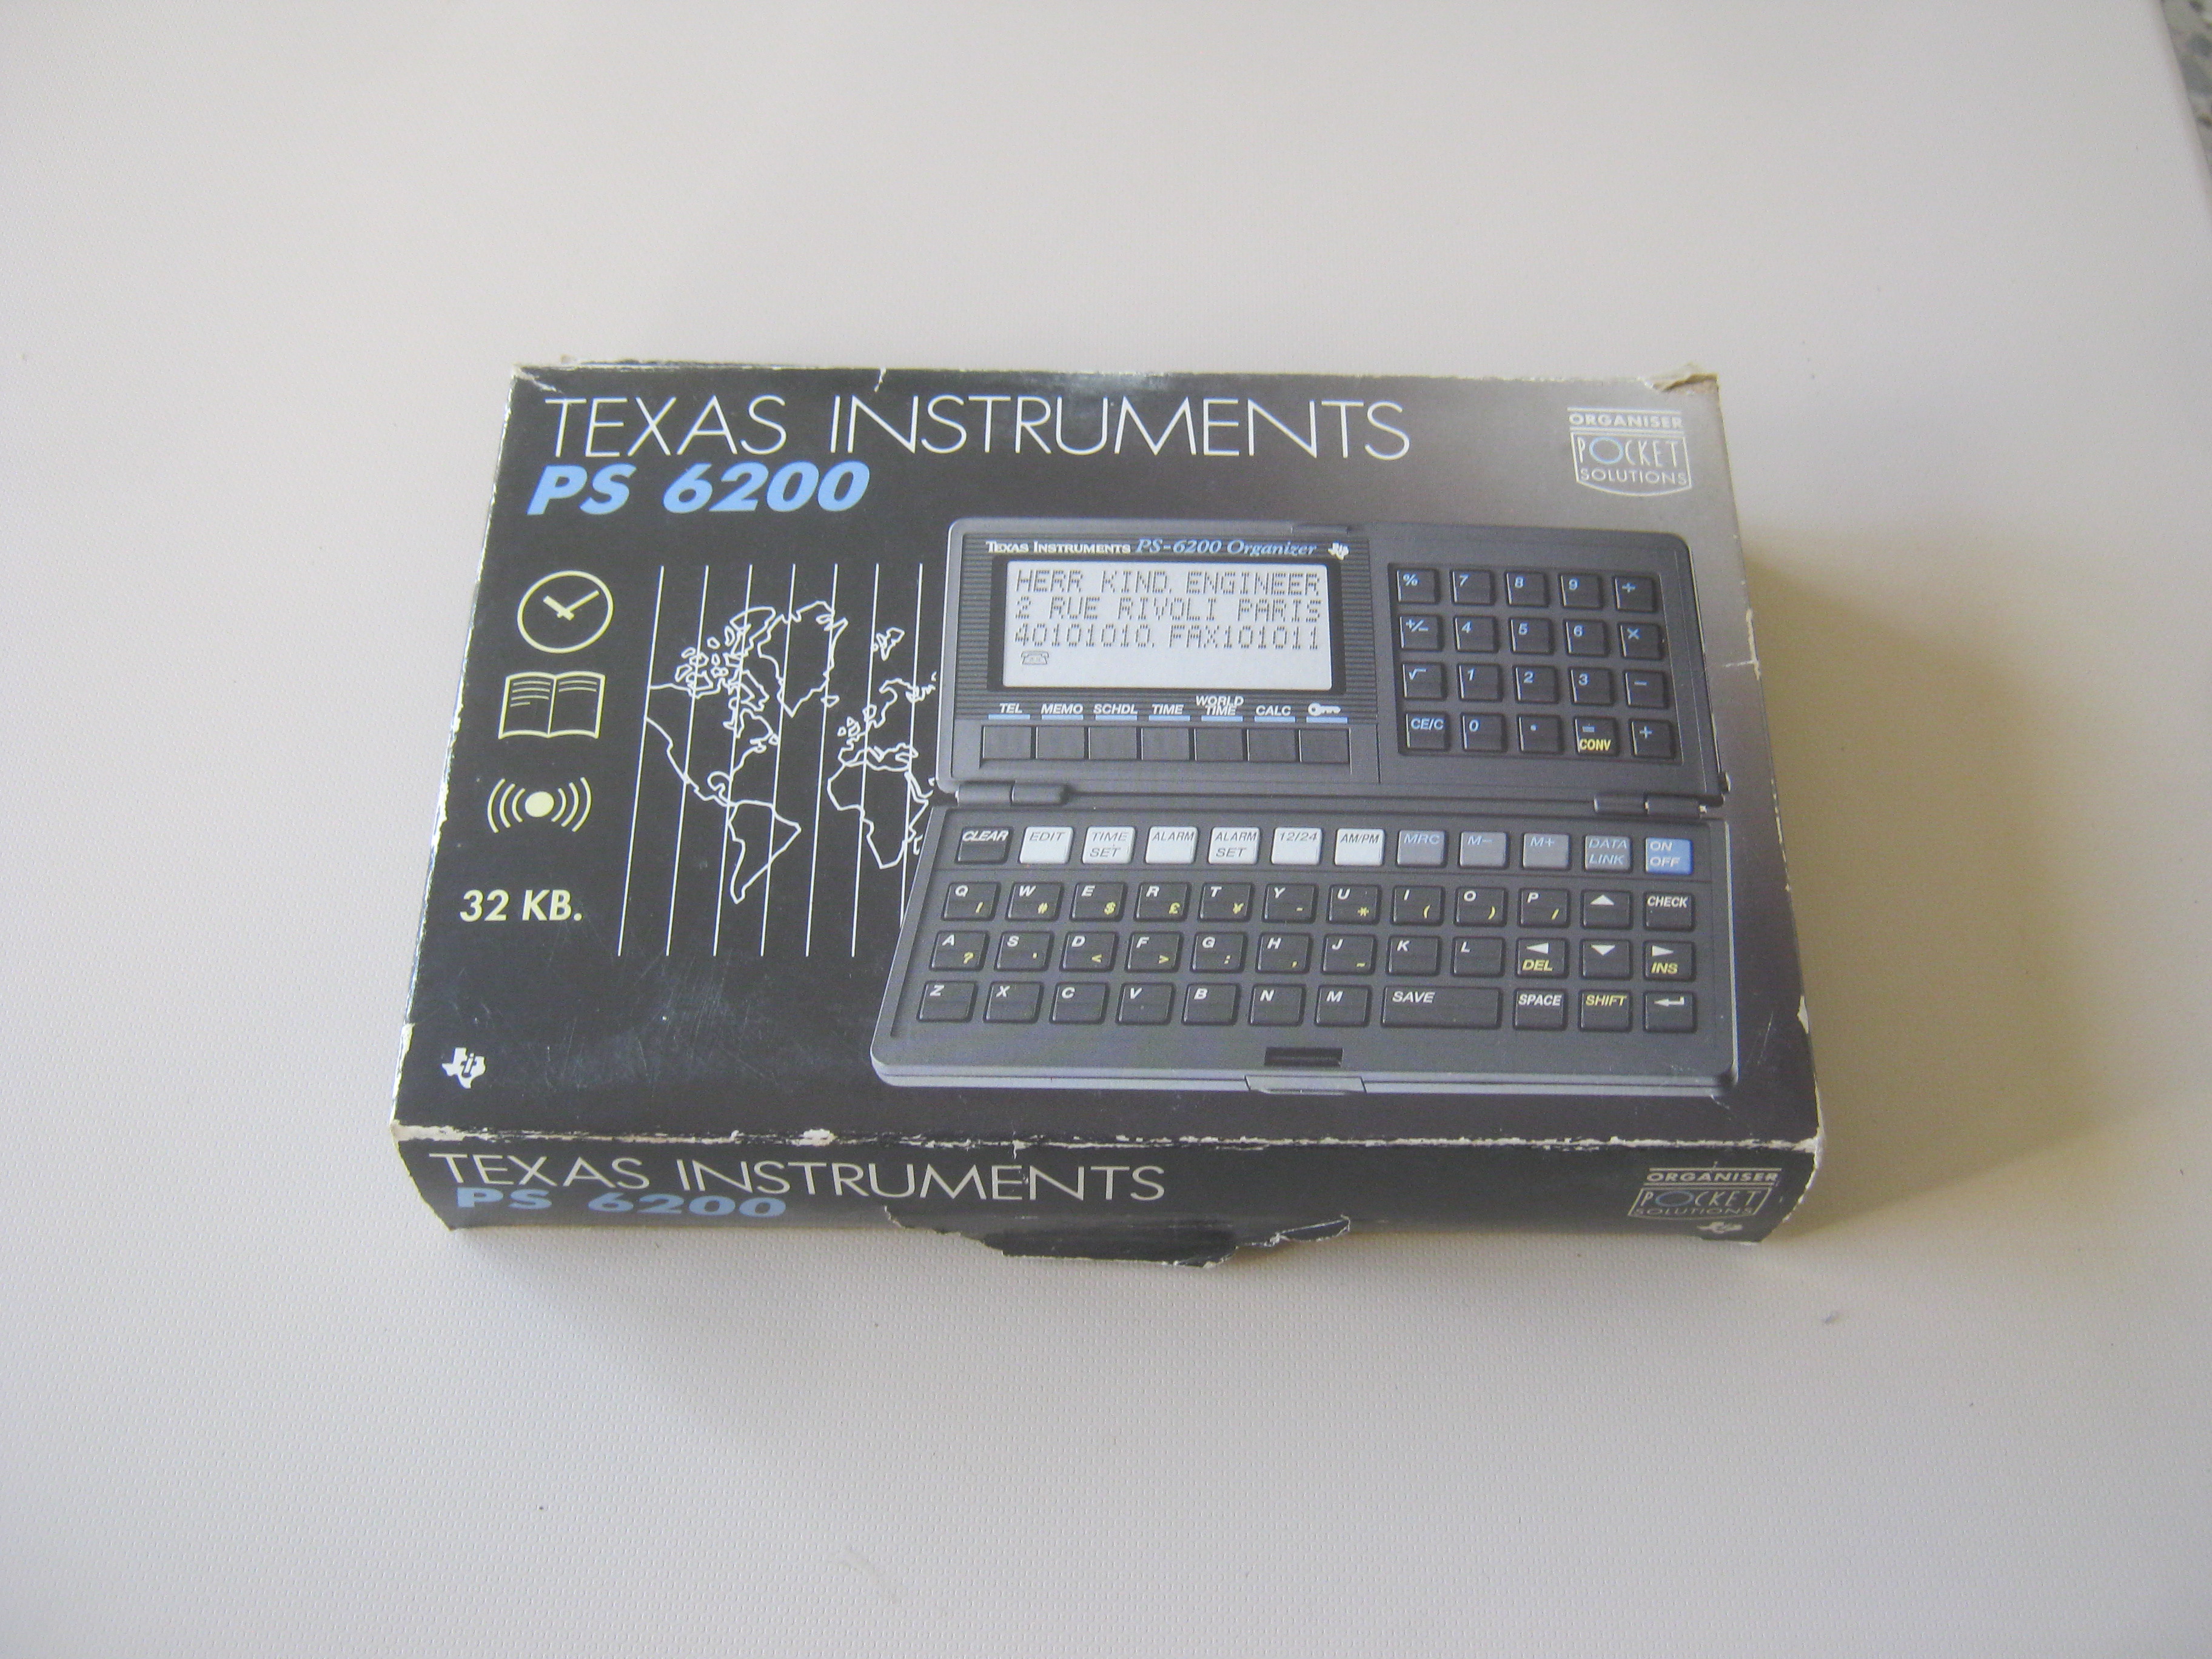 TEXAS INSTRUMENTS
PS 6200
ORGANISER
POCKET
SOLUTIONS
TEXAS INSTRUMENTS PS-6200 Organizer
HERR KIND. ENGINEER
2 RUE RIVOLI PARIS
40101010. FAX101011
TEL MEMO SCHDL TIME WORLD TIME CALC
% 7 8 9 ÷
+/- 4 5 6 ×
√ 1 2 3 −
CE/C 0 . = +
CONV
32 KB.
CLEAR EDIT TIME SET ALARM ALARM SET 12/24 AM/PM MRC M− M+ DATA LINK ON OFF
Q W E R T Y U I O P CHECK
! # $ £ ¥ - * ( ) /
A S D F G H J K L
? ' < > : , ~ DEL INS
Z X C V B N M SAVE SPACE SHIFT
TEXAS INSTRUMENTS
PS 6200
ORGANISER
POCKET
SOLUTIONS